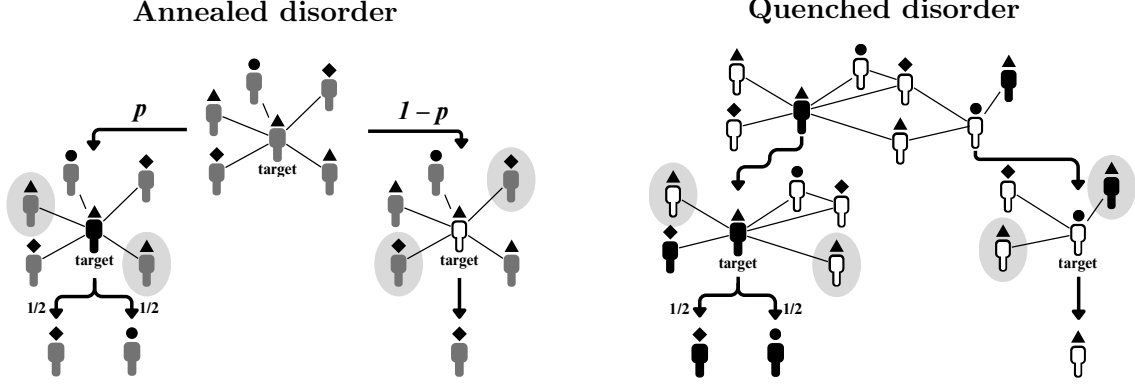 Annealed disorder
Quenched disorder
p
1 – p
target
target
target
target
target
1/2
1/2
1/2
1/2